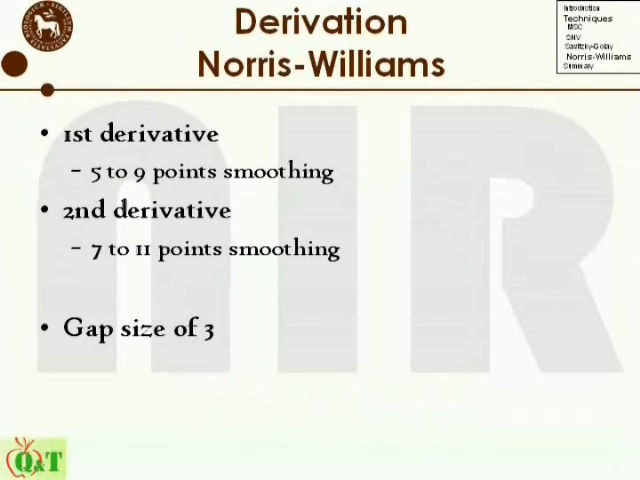 Derivation
Norris-Williams
Introduction
Techniques
MSC
SNV
Savitzky-Golay
Norris-Williams
Summary
• 1st derivative
– 5 to 9 points smoothing
• 2nd derivative
– 7 to 11 points smoothing
• Gap size of 3
NIR
Q&T